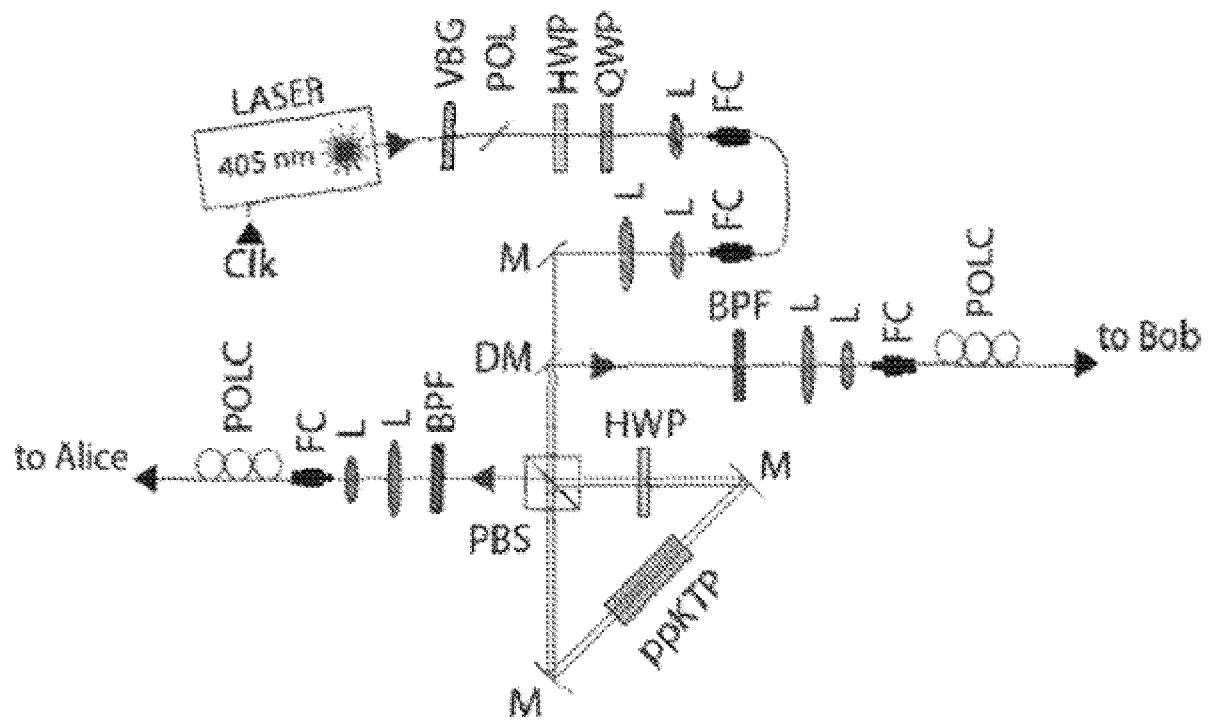 LASER
405 nm
Clk
VBG
POL
HWP
QWP
L
FC
L
L
FC
M
DM
BPF
L
L
FC
POLC
to Bob
to Alice
POLC
FC
L
L
BPF
PBS
HWP
M
ppKTP
M